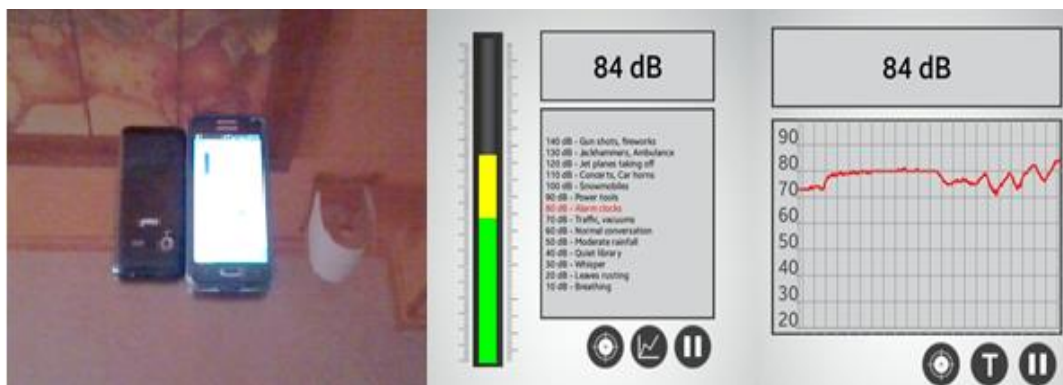 84 dB
140 dB - Gun shots, fireworks
130 dB - Jackhammers, Ambulance
120 dB - Jet planes taking off
110 dB - Concerts, Car horns
100 dB - Snowmobiles
90 dB - Power tools
80 dB - Alarm clocks
70 dB - Traffic, vacuums
60 dB - Normal conversation
50 dB - Moderate rainfall
40 dB - Quiet library
30 dB - Whisper
20 dB - Leaves rusting
10 dB - Breathing
84 dB
90
80
70
60
50
40
30
20
T